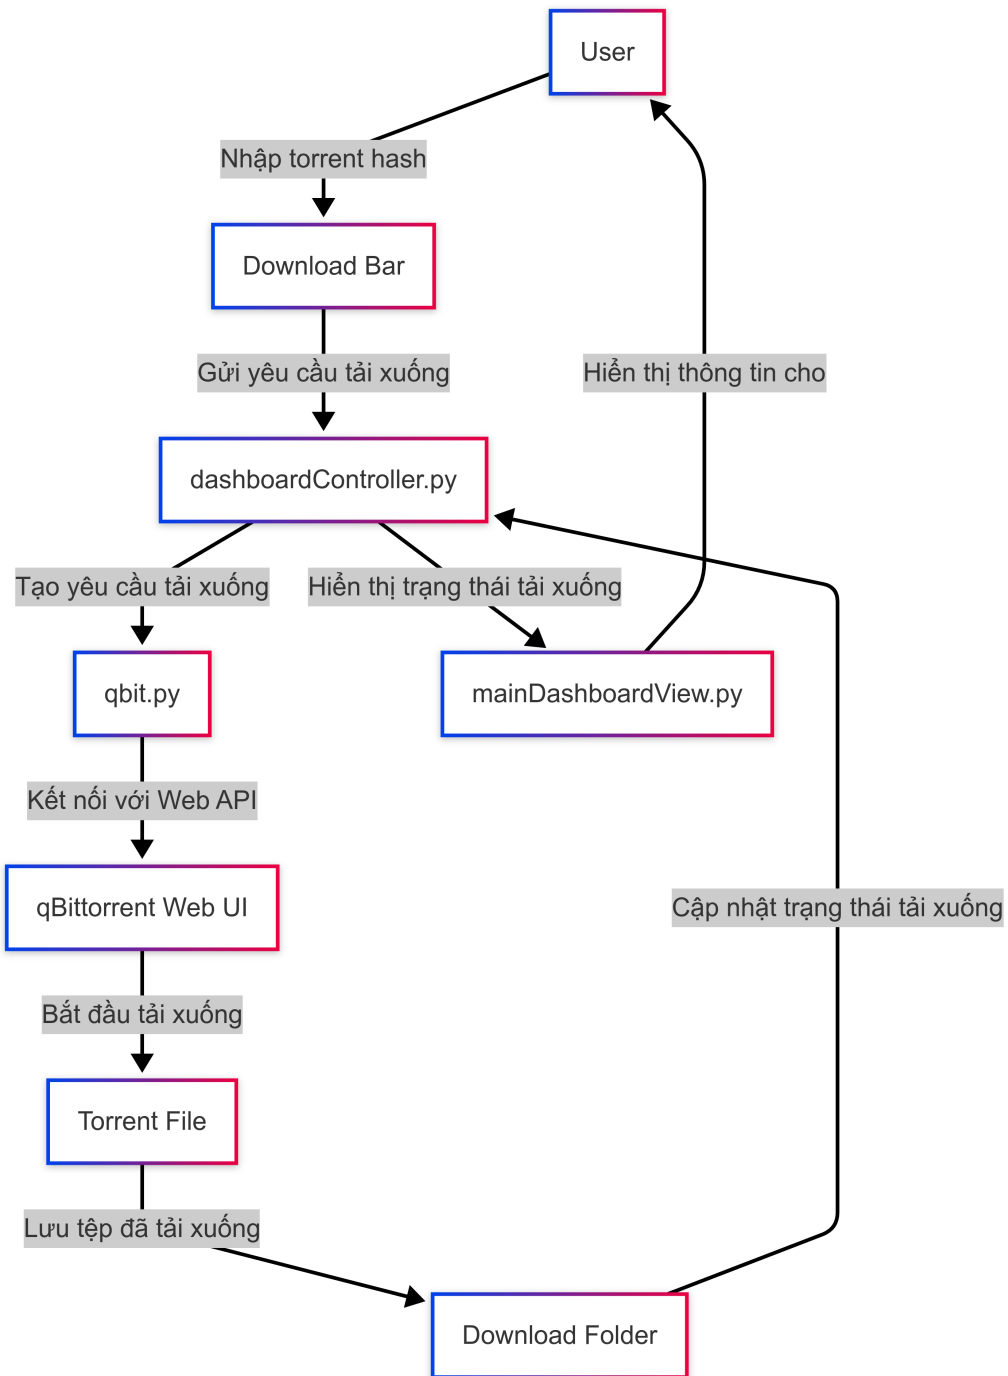 User
Nhập torrent hash
Download Bar
Gửi yêu cầu tải xuống
Hiển thị thông tin cho
dashboardController.py
Tạo yêu cầu tải xuống
Hiển thị trạng thái tải xuống
qbit.py
mainDashboardView.py
Kết nối với Web API
qBittorrent Web UI
Cập nhật trạng thái tải xuống
Bắt đầu tải xuống
Torrent File
Lưu tệp đã tải xuống
Download Folder